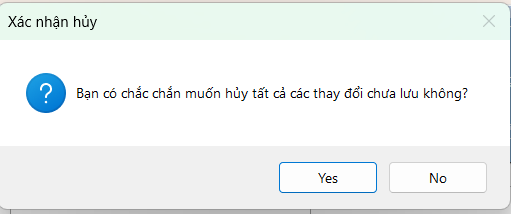 Xác nhận hủy
Bạn có chắc chắn muốn hủy tất cả các thay đổi chưa lưu không?
Yes
No